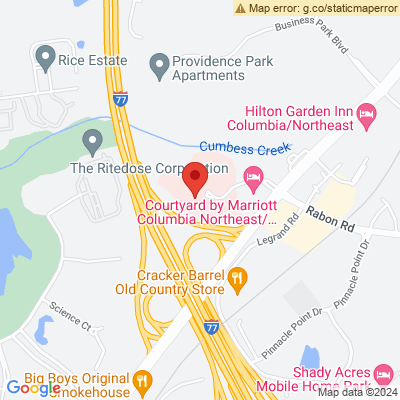 Map error: g.co/staticmaperror
Business Park Blvd
Rice Estate
Providence Park
Apartments
77
Hilton Garden Inn
Columbia/Northeast
Cumbess Creek
The Ritedose Corporation
Courtyard by Marriott
Columbia Northeast/...
Legrand Rd
Rabon Rd
Cracker Barrel
Old Country Store
Pinnacle Point Dr
Science Ct
77
Pinnacle Point Dr
Big Boys Original
Smokehouse
Shady Acres
Mobile Home Park
Google
Map data ©2024